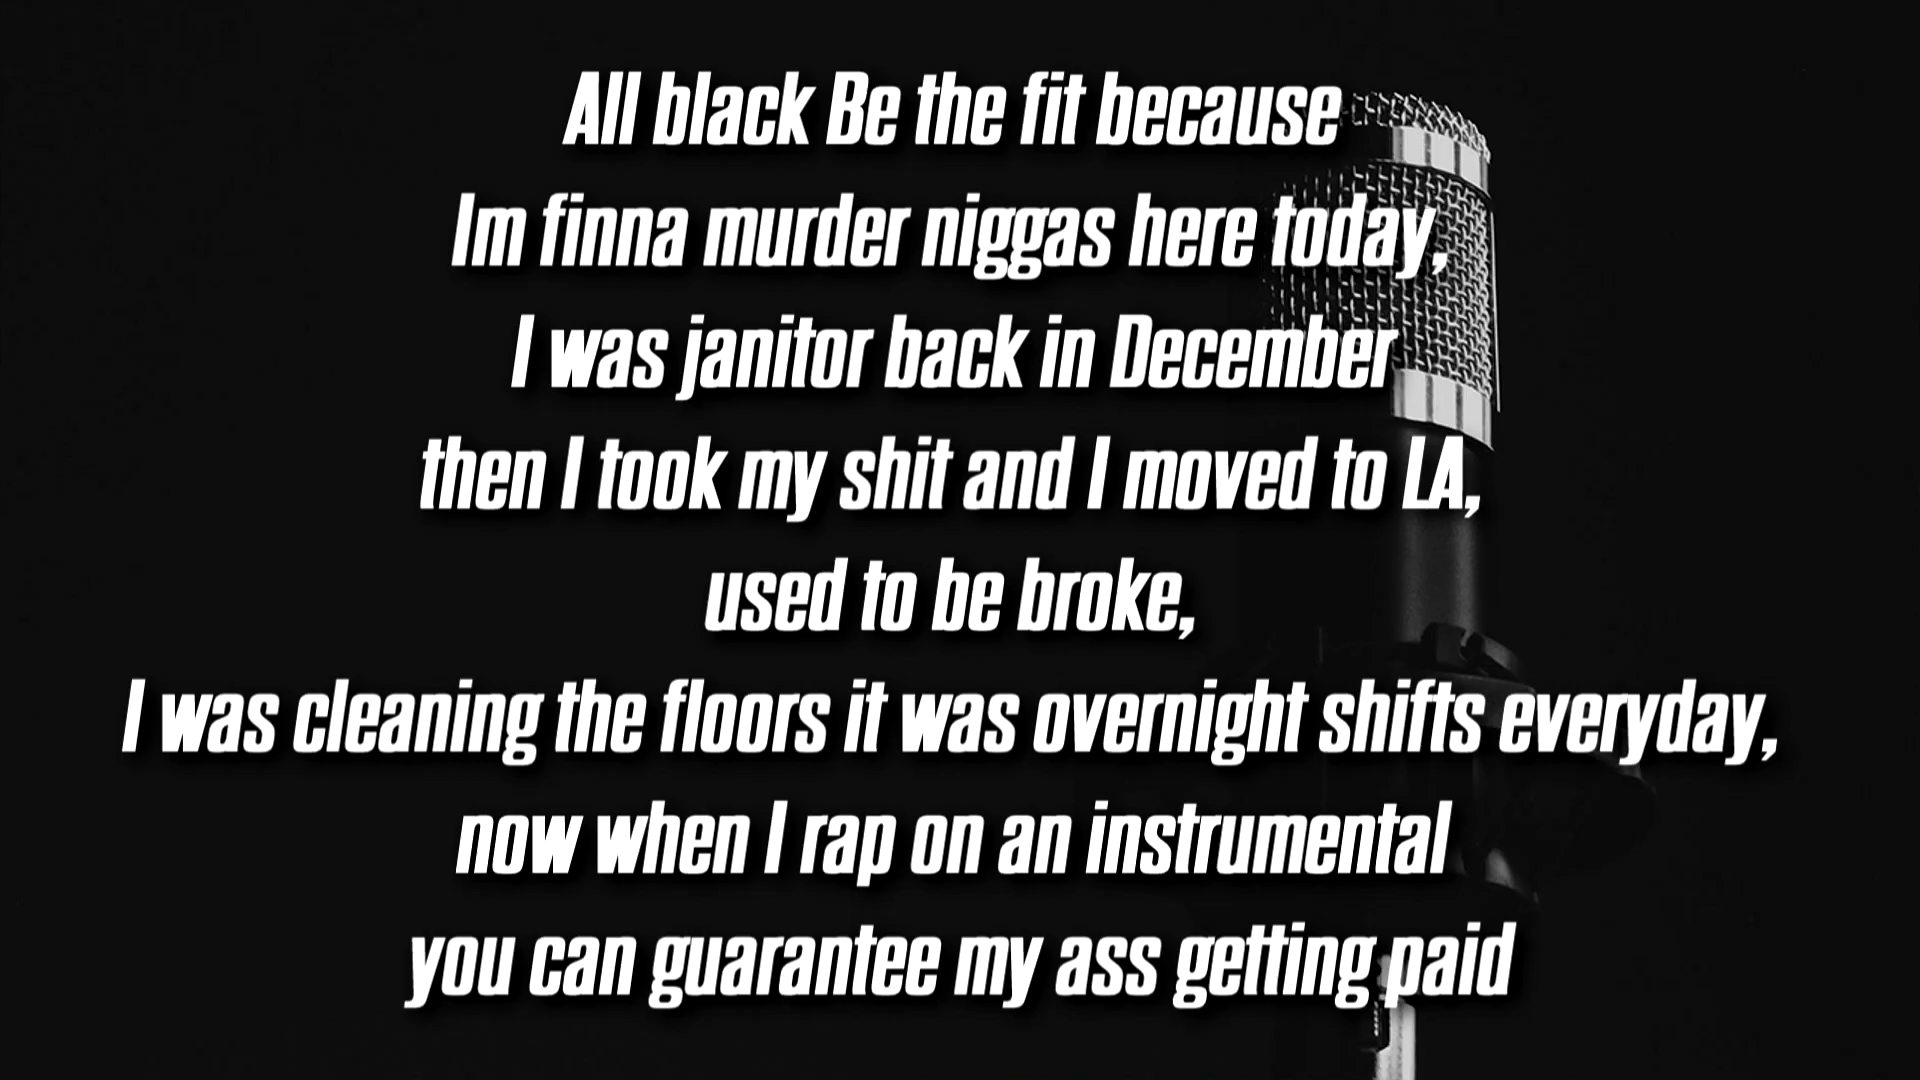 All black Be the fit because
Im finna murder niggas here today,
I was janitor back in December
then I took my shit and I moved to LA,
used to be broke,
I was cleaning the floors it was overnight shifts everyday,
now when I rap on an instrumental
you can guarantee my ass getting paid